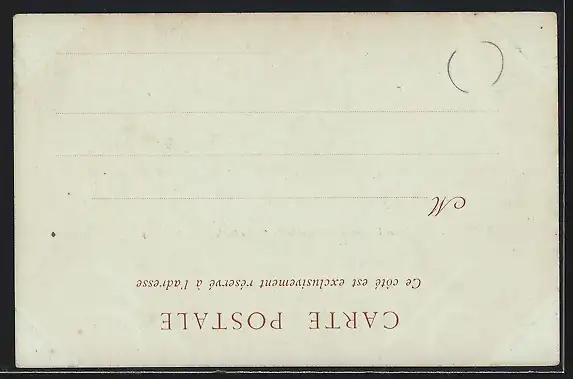 CARTE POSTALE
Ce côté est exclusivement réservé à l'adresse
M